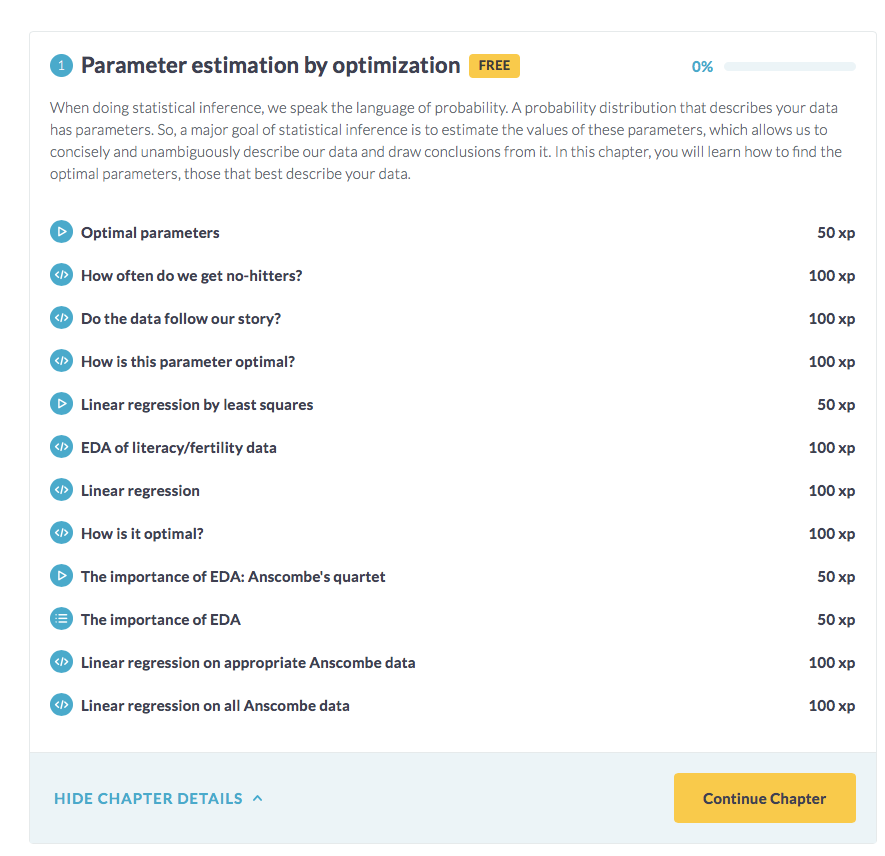 1 Parameter estimation by optimization FREE 0%
When doing statistical inference, we speak the language of probability. A probability distribution that describes your data
has parameters. So, a major goal of statistical inference is to estimate the values of these parameters, which allows us to
concisely and unambiguously describe our data and draw conclusions from it. In this chapter, you will learn how to find the
optimal parameters, those that best describe your data.
Optimal parameters 50 xp
How often do we get no-hitters? 100 xp
Do the data follow our story? 100 xp
How is this parameter optimal? 100 xp
Linear regression by least squares 50 xp
EDA of literacy/fertility data 100 xp
Linear regression 100 xp
How is it optimal? 100 xp
The importance of EDA: Anscombe's quartet 50 xp
The importance of EDA 50 xp
Linear regression on appropriate Anscombe data 100 xp
Linear regression on all Anscombe data 100 xp
HIDE CHAPTER DETAILS Continue Chapter